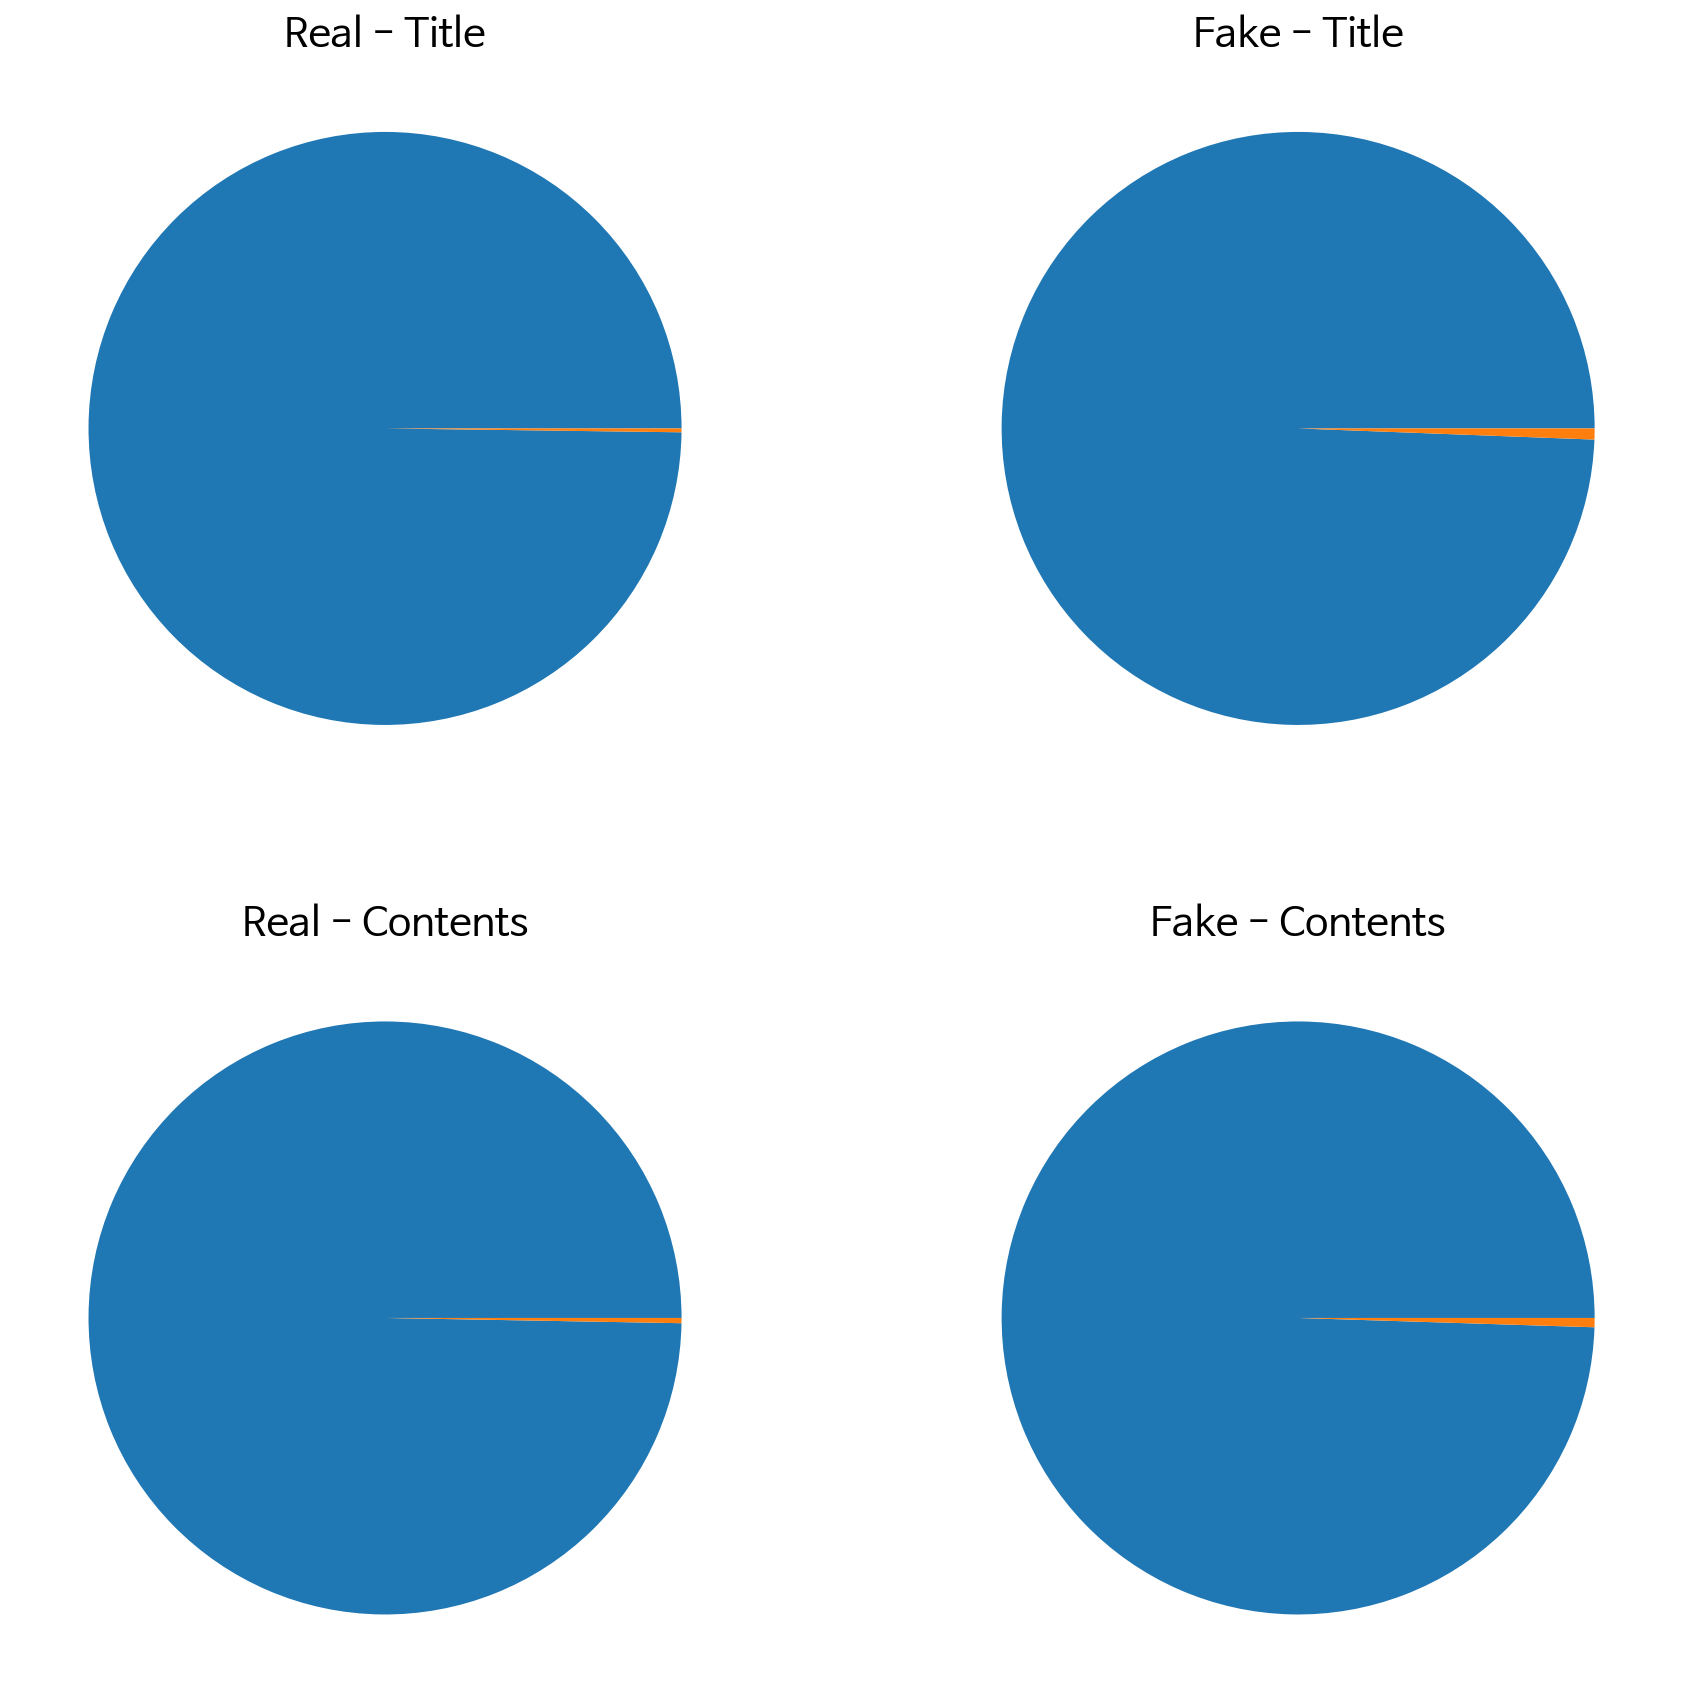 Real - Title
Fake - Title
Real - Contents
Fake - Contents